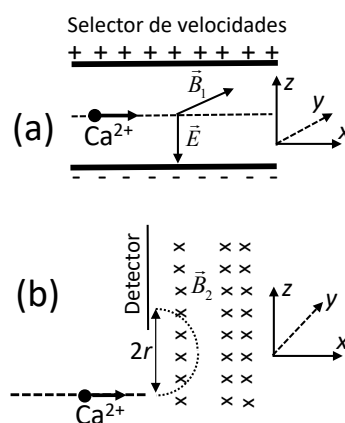 Selector de velocidades
+ + + + + + + + +
(a)
Ca²⁺
B⃗₁
E⃗
z
y
x
- - - - - - - - -
(b)
Detector
2r
Ca²⁺
B⃗₂
x x x
x x x
x x x
x x x
x x x
x x x
x x x
x x x
z
y
x